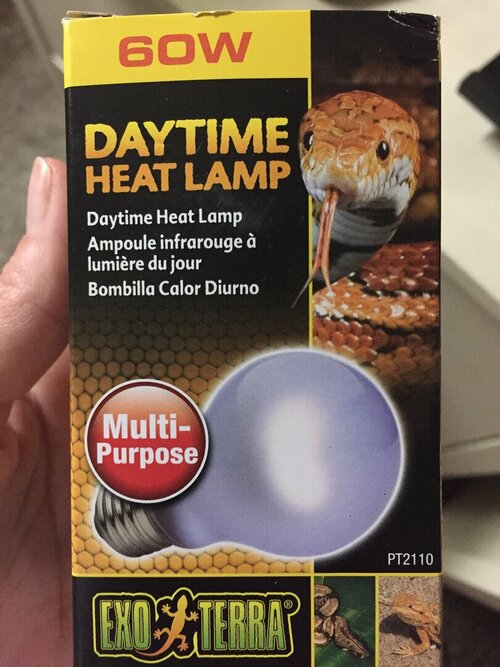 60W
DAYTIME
HEAT LAMP
Daytime Heat Lamp
Ampoule infrarouge à
lumière du jour
Bombilla Calor Diurno
Multi-
Purpose
PT2110
EXO TERRA®